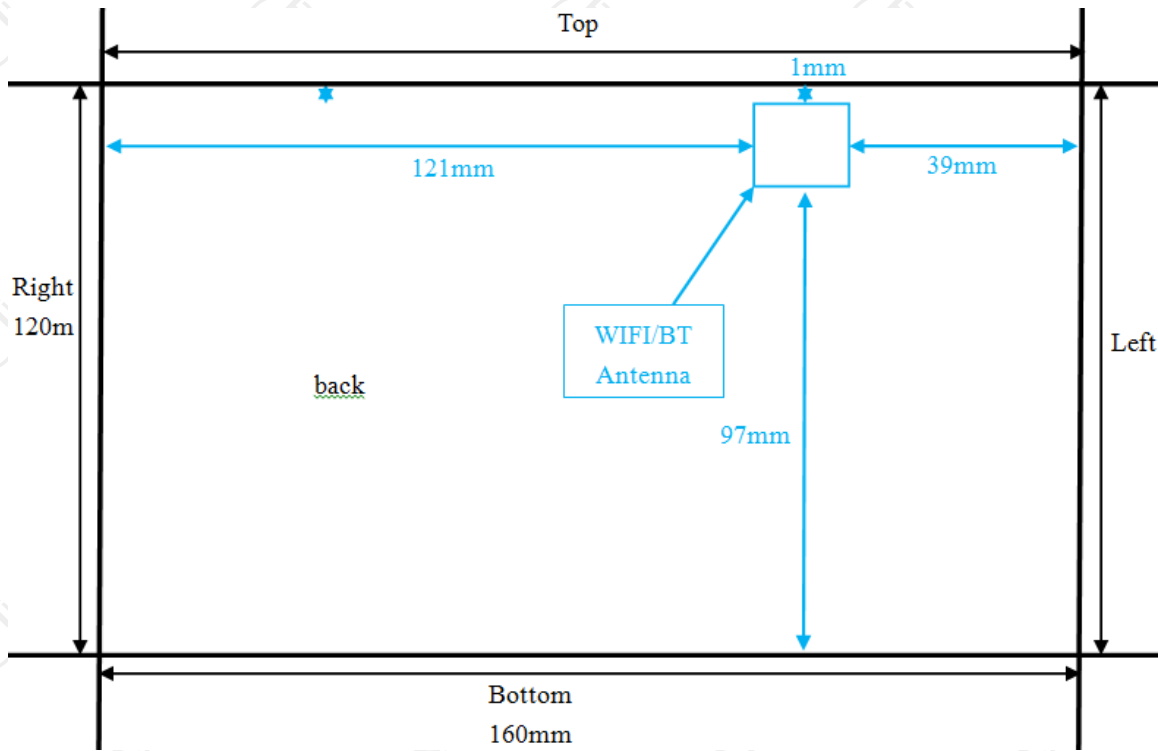 Top
1mm
121mm
39mm
Right
120m
WIFI/BT
Antenna
Left
back
97mm
Bottom
160mm